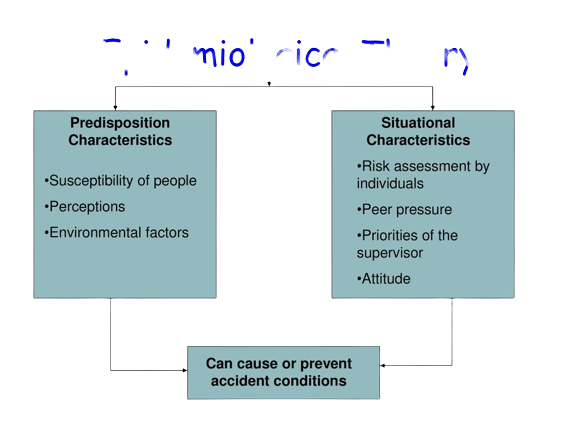 Predisposition
Characteristics
•Susceptibility of people
•Perceptions
•Environmental factors
Situational
Characteristics
•Risk assessment by
individuals
•Peer pressure
•Priorities of the
supervisor
•Attitude
Can cause or prevent
accident conditions